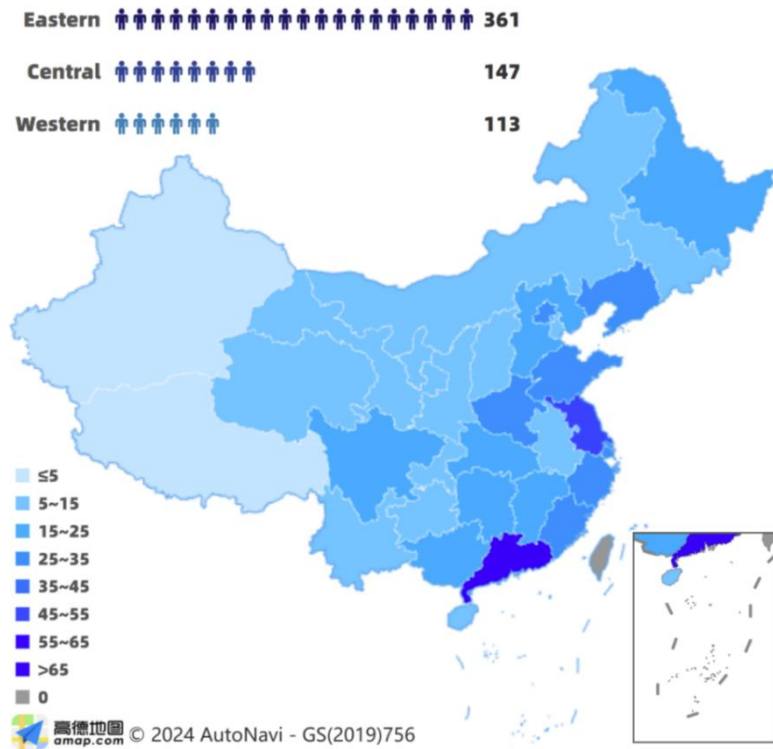 Eastern 361
Central 147
Western 113
≤5
5~15
15~25
25~35
35~45
45~55
55~65
>65
0
高德地圖
amap.com © 2024 AutoNavi - GS(2019)756